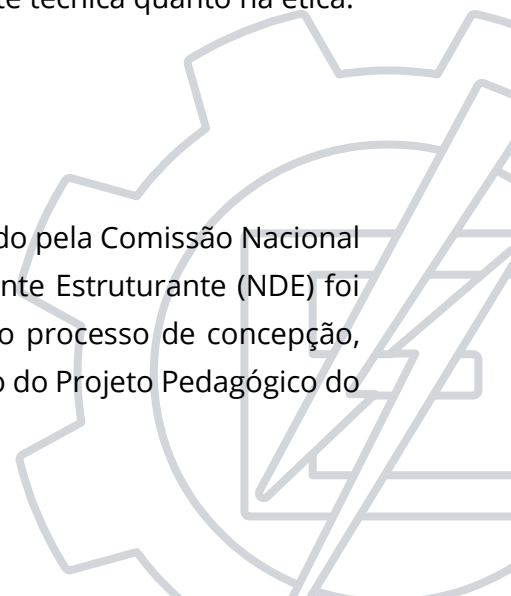 técnica quanto na ética.
do pela Comissão Nacional
nte Estruturante (NDE) foi
o processo de concepção,
o do Projeto Pedagógico do